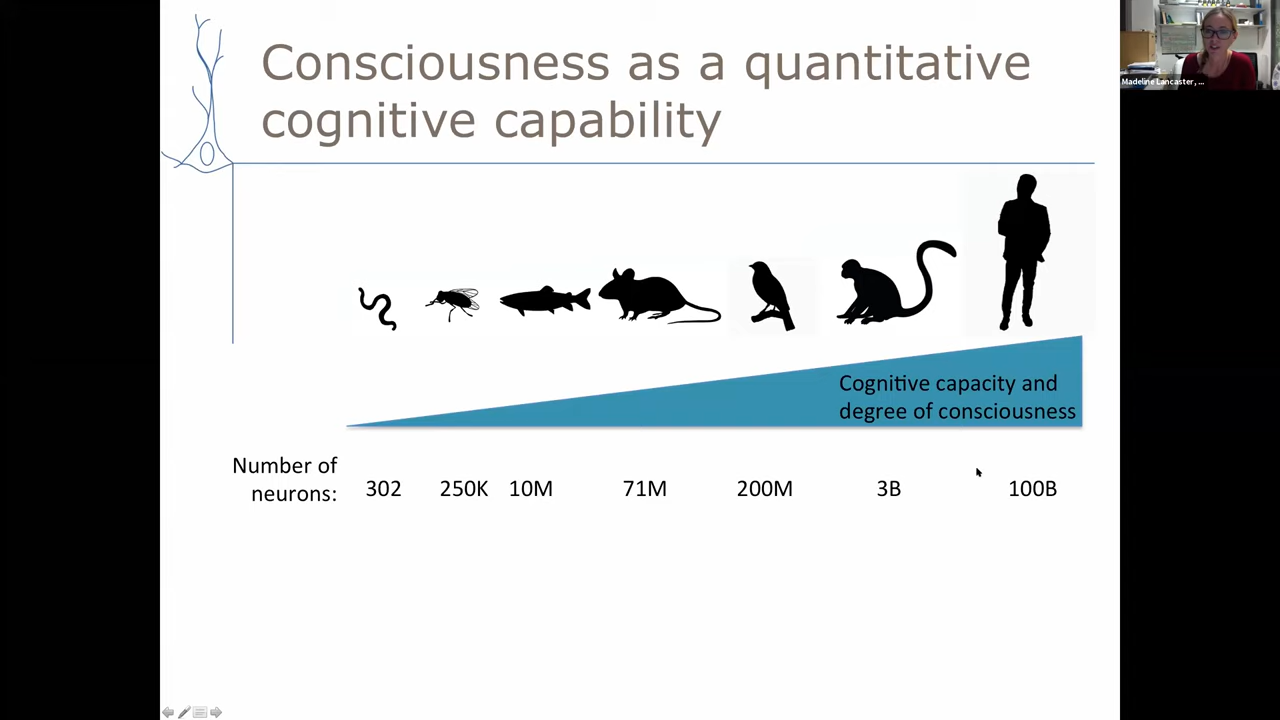 Consciousness as a quantitative
cognitive capability
Madeline Lancaster, ...
Cognitive capacity and
degree of consciousness
Number of
neurons:
302 250K 10M 71M 200M 3B 100B